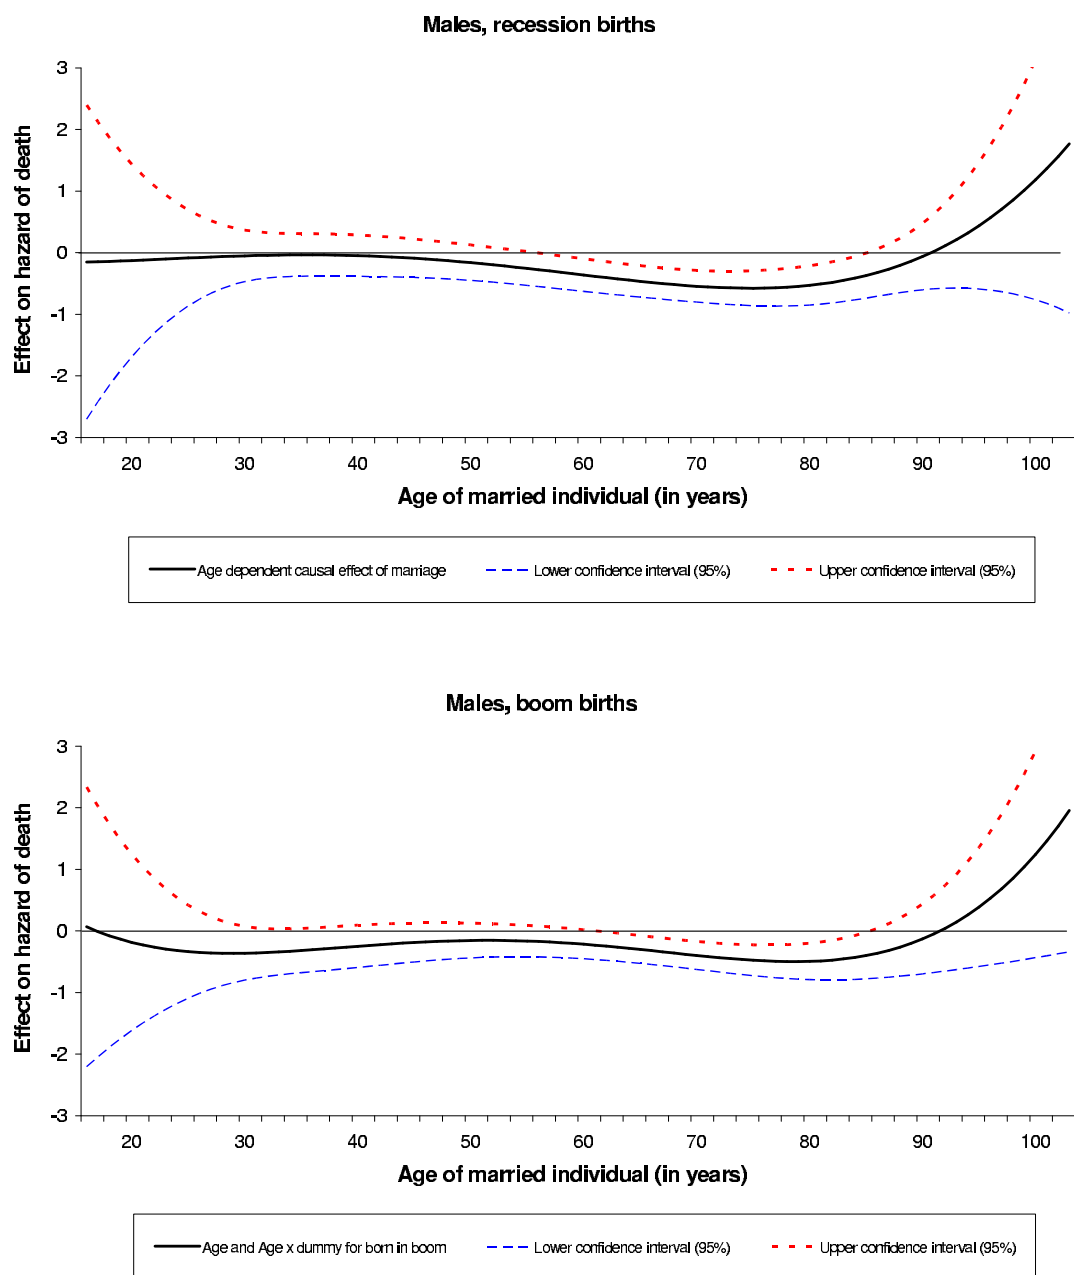 Males, recession births
3
2
1
0
-1
-2
-3
Effect on hazard of death
20 30 40 50 60 70 80 90 100
Age of married individual (in years)
Age dependent causal effect of marriage Lower confidence interval (95%) Upper confidence interval (95%)
Males, boom births
3
2
1
0
-1
-2
-3
Effect on hazard of death
20 30 40 50 60 70 80 90 100
Age of married individual (in years)
Age and Age x dummy for born in boom Lower confidence interval (95%) Upper confidence interval (95%)